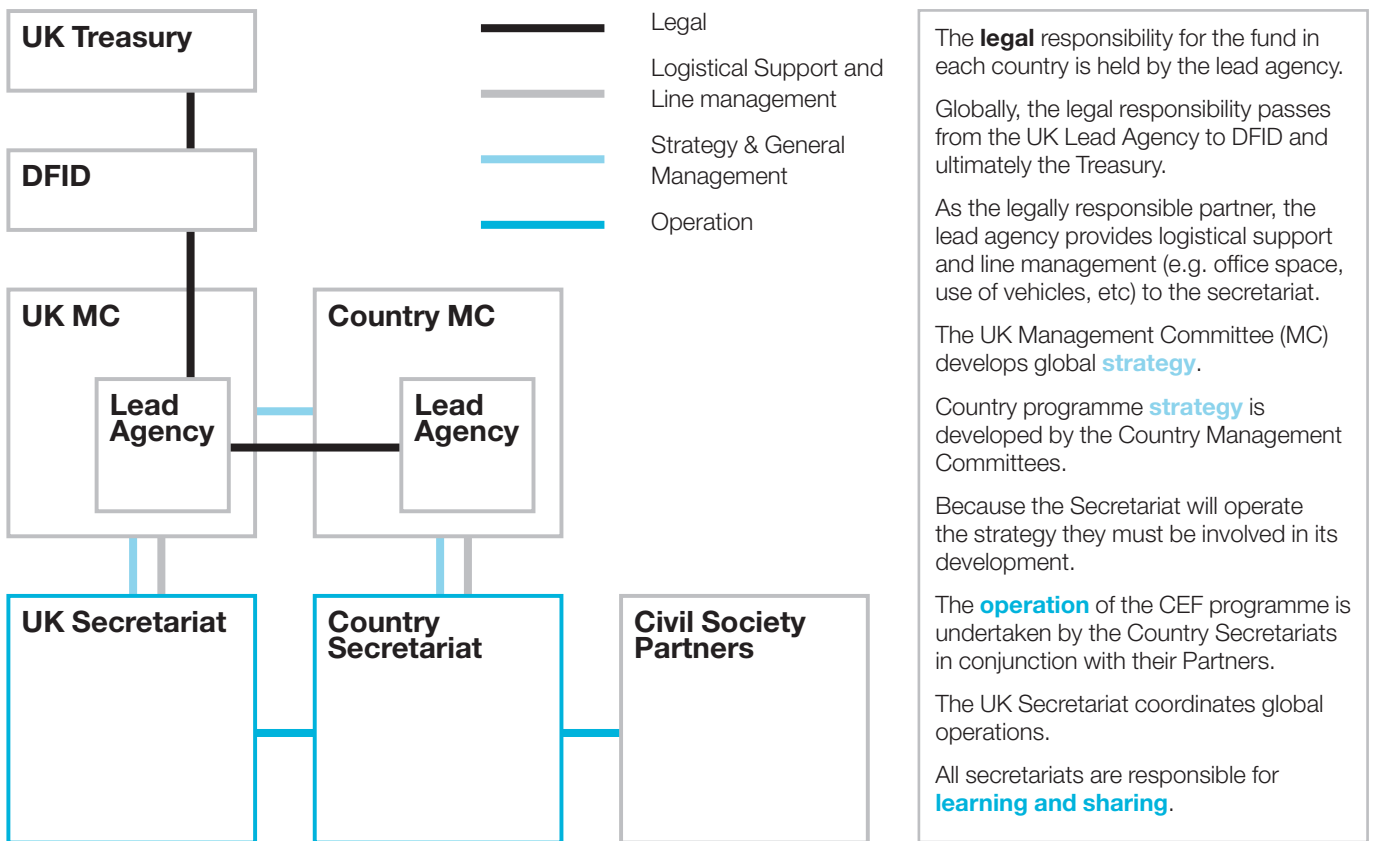 UK Treasury
DFID
UK MC
Lead
Agency
Country MC
Lead
Agency
UK Secretariat
Country
Secretariat
Civil Society
Partners
Legal
Logistical Support and
Line management
Strategy & General
Management
Operation
The legal responsibility for the fund in
each country is held by the lead agency.
Globally, the legal responsibility passes
from the UK Lead Agency to DFID and
ultimately the Treasury.
As the legally responsible partner, the
lead agency provides logistical support
and line management (e.g. office space,
use of vehicles, etc) to the secretariat.
The UK Management Committee (MC)
develops global strategy.
Country programme strategy is
developed by the Country Management
Committees.
Because the Secretariat will operate
the strategy they must be involved in its
development.
The operation of the CEF programme is
undertaken by the Country Secretariats
in conjunction with their Partners.
The UK Secretariat coordinates global
operations.
All secretariats are responsible for
learning and sharing.